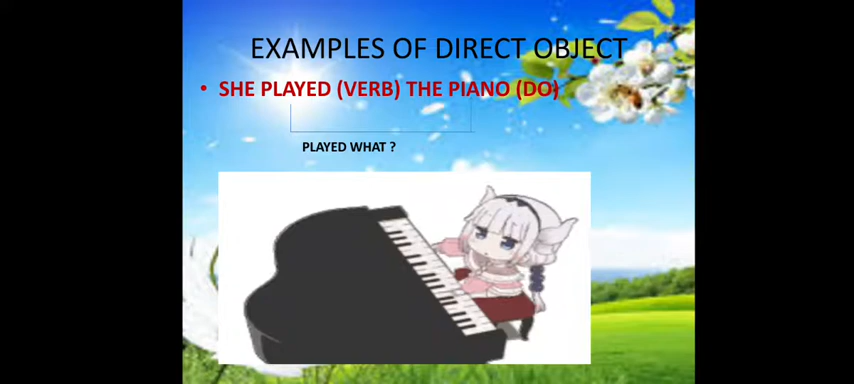 EXAMPLES OF DIRECT OBJECT
• SHE PLAYED (VERB) THE PIANO (DO)
PLAYED WHAT ?